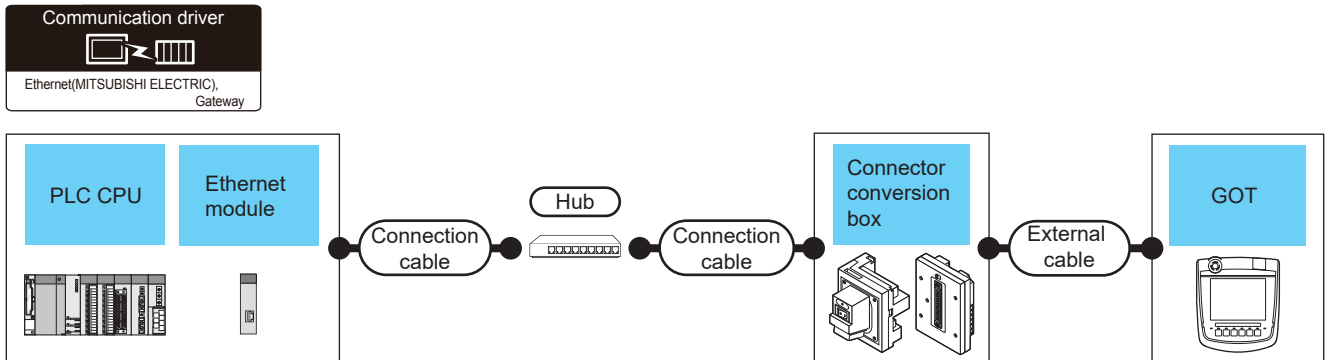 Communication driver
Ethernet(MITSUBISHI ELECTRIC),
Gateway
PLC CPU
Ethernet
module
Connection
cable
Hub
Connection
cable
Connector
conversion
box
External
cable
GOT